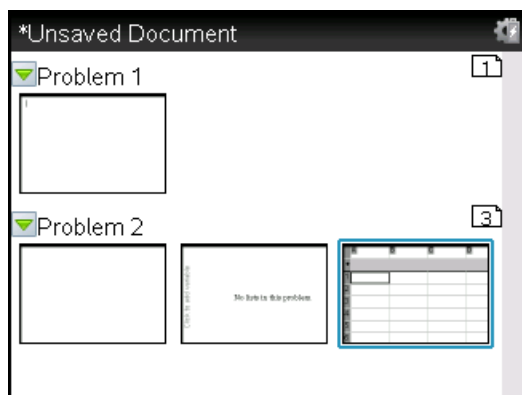 *Unsaved Document
Problem 1
1
Problem 2
3
Click to add variable
No lists in this problem
A B C D